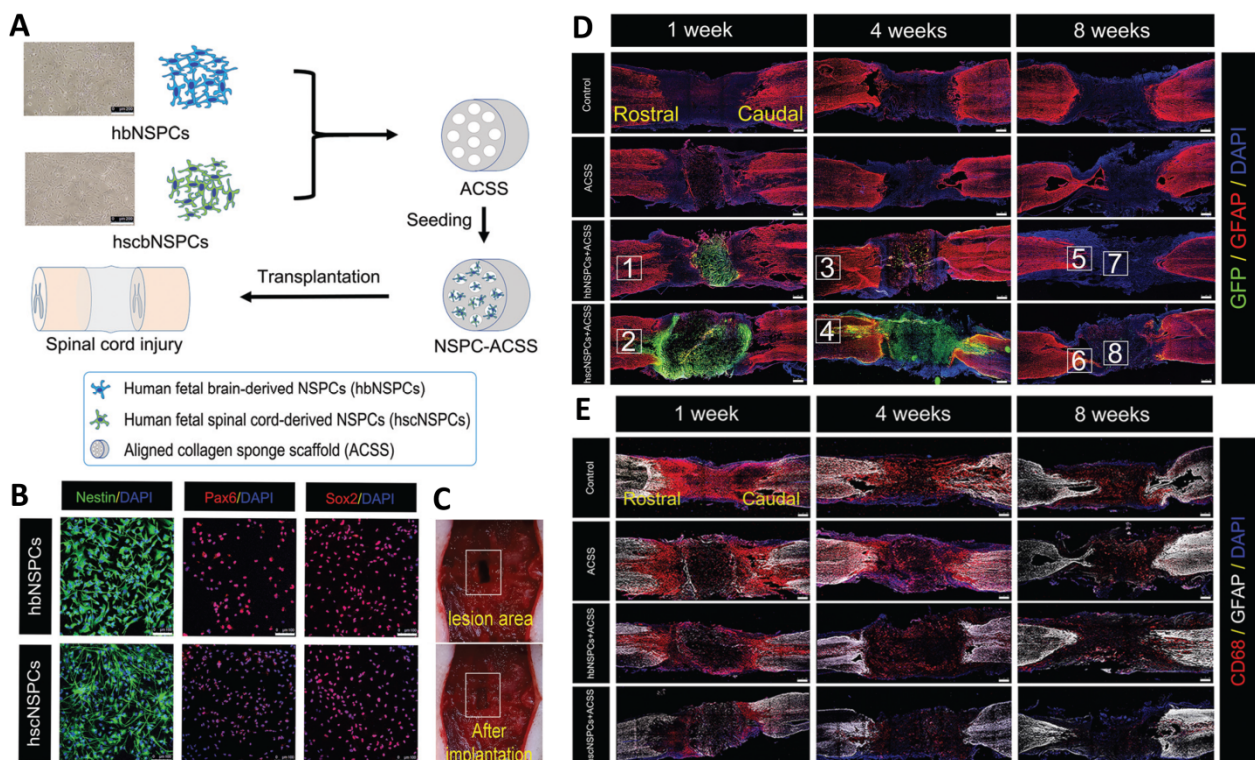 A
hbNSPCs
hscbNSPCs
ACSS
Seeding
Transplantation
NSPC-ACSS
Spinal cord injury
Human fetal brain-derived NSPCs (hbNSPCs)
Human fetal spinal cord-derived NSPCs (hscNSPCs)
Aligned collagen sponge scaffold (ACSS)
B
Nestin/DAPI
Pax6/DAPI
Sox2/DAPI
hbNSPCs
hscNSPCs
C
lesion area
After
implantation
D
1 week
4 weeks
8 weeks
Control
Rostral
Caudal
ACSS
hbNSPCs+ACSS
1
3
5
7
hscNSPCs+ACSS
2
4
6
8
GFP / GFAP / DAPI
E
1 week
4 weeks
8 weeks
Control
Rostral
Caudal
ACSS
hbNSPCs+ACSS
hscNSPCs+ACSS
CD68 / GFAP / DAPI